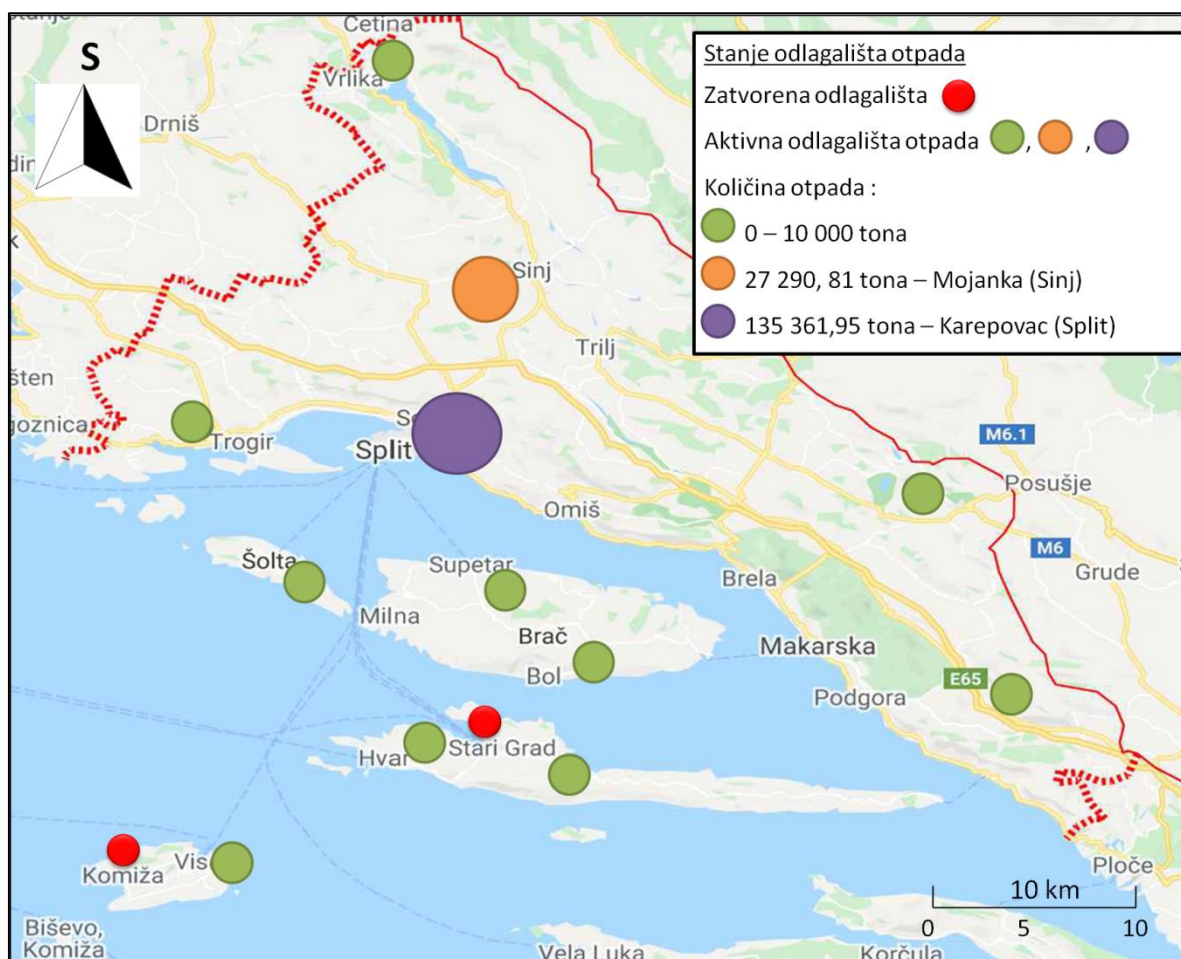 Cetina
S
Vrlika
Drniš
Sinj
Trilj
Trogir
Split
Omiš
Posušje
M6.1
M6
Grude
Šolta
Supetar
Milna
Brač
Bol
Brela
Makarska
Podgora
E65
Hvar
Stari Grad
Komiža
Vis
Ploče
Biševo,
Komiža
Vela Luka
Korčula
Stanje odlagališta otpada
Zatvorena odlagališta
Aktivna odlagališta otpada , ,
Količina otpada :
0 – 10 000 tona
27 290, 81 tona – Mojanka (Sinj)
135 361,95 tona – Karepovac (Split)
10 km
0 5 10